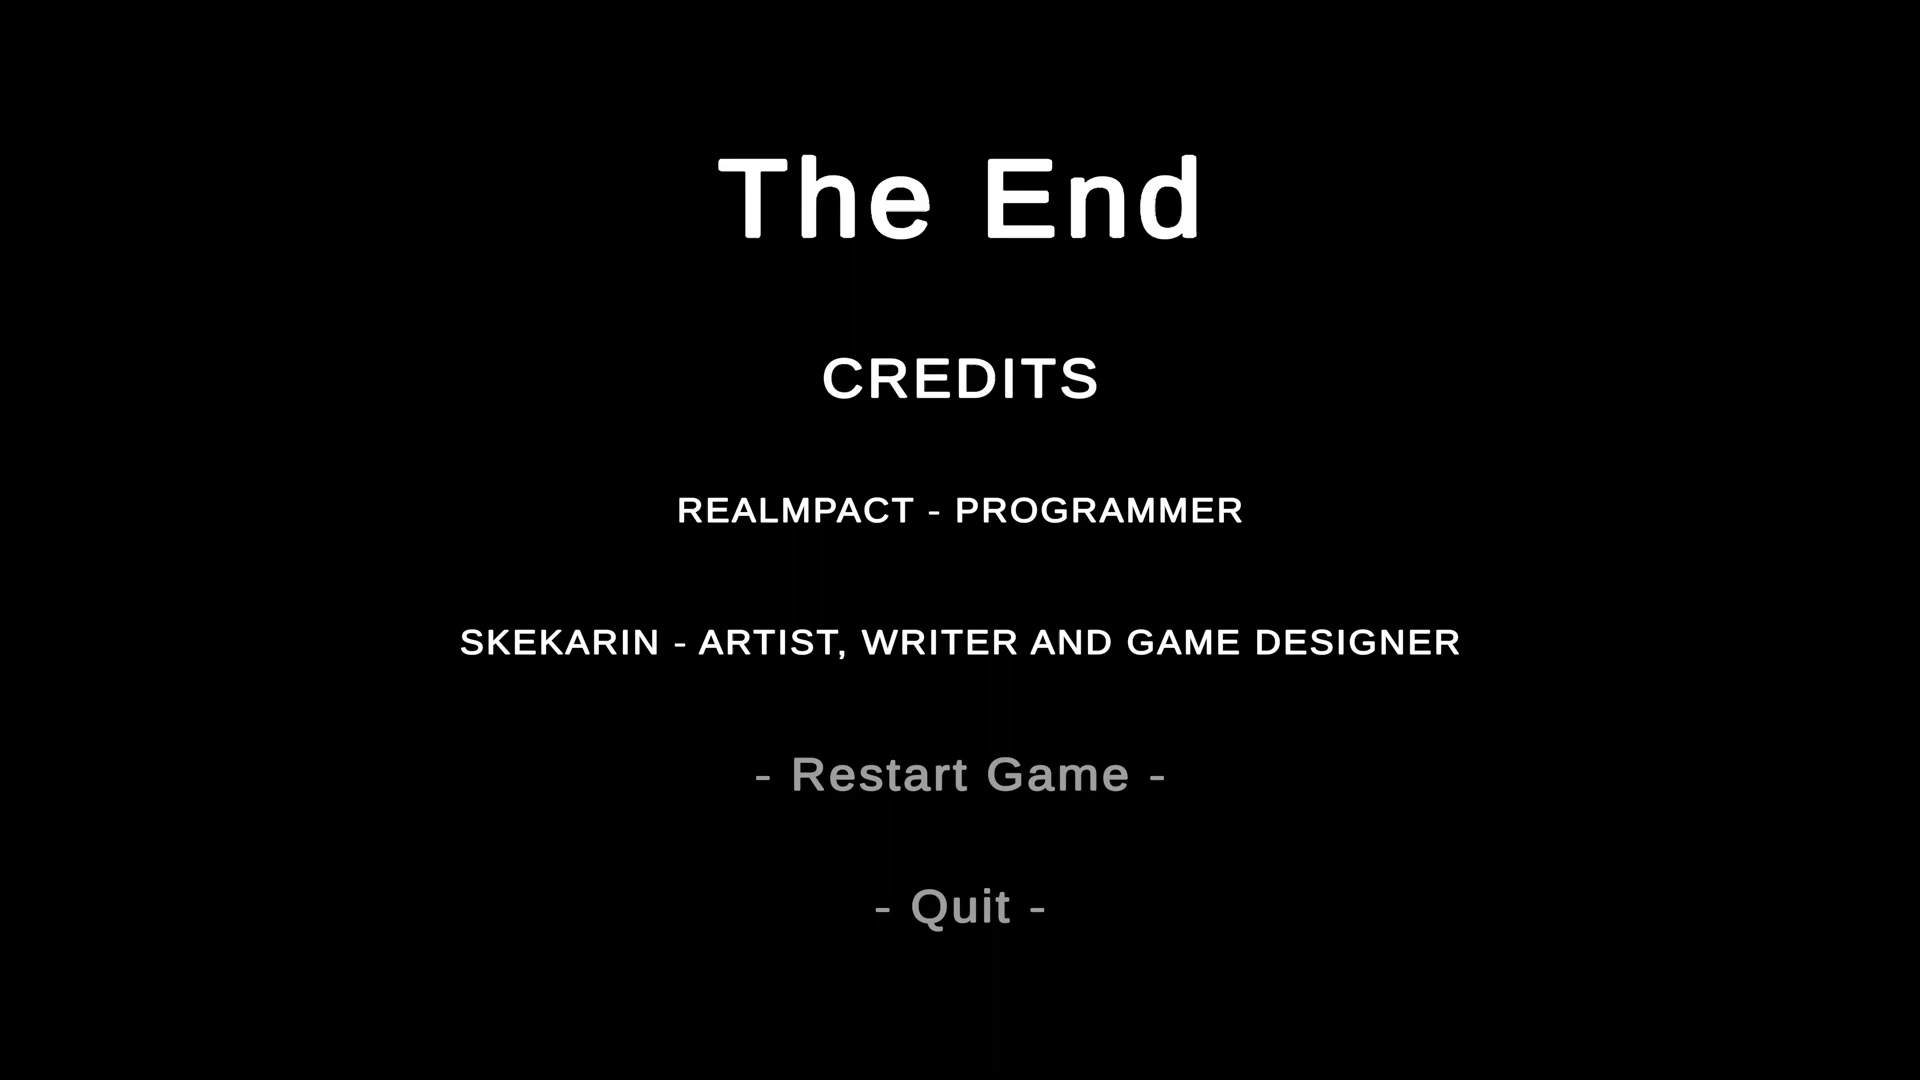 The End
CREDITS
REALMPACT - PROGRAMMER
SKEKARIN - ARTIST, WRITER AND GAME DESIGNER
- Restart Game -
- Quit -